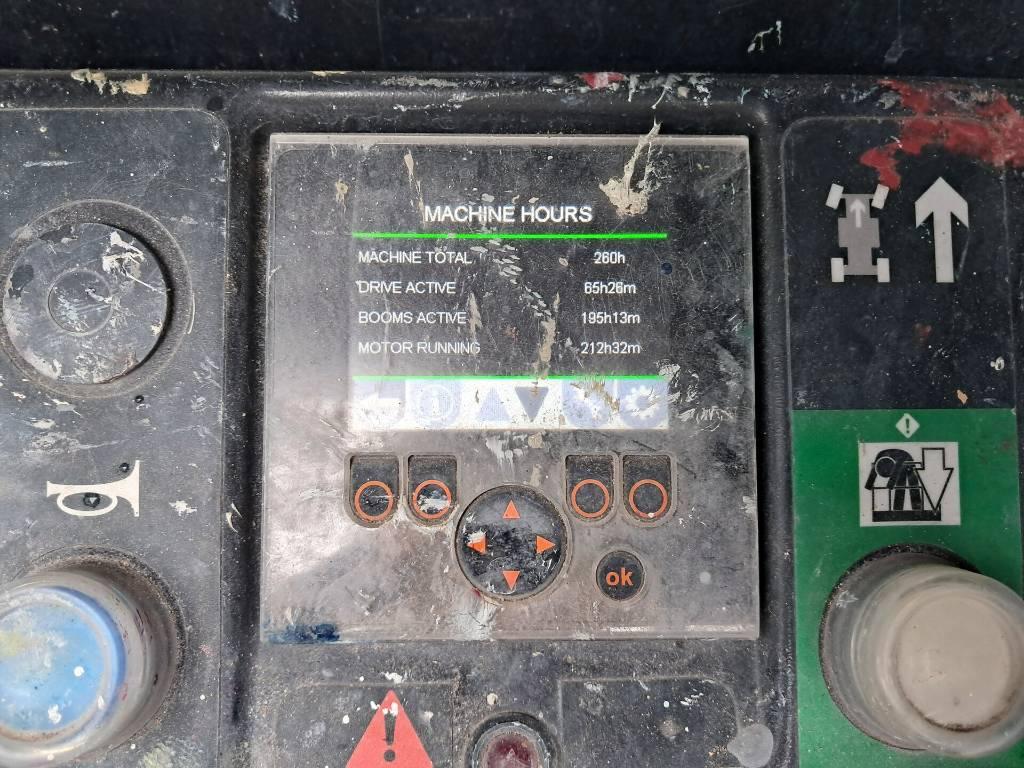 MACHINE HOURS
MACHINE TOTAL 260h
DRIVE ACTIVE 65h26m
BOOMS ACTIVE 195h13m
MOTOR RUNNING 212h32m
ok